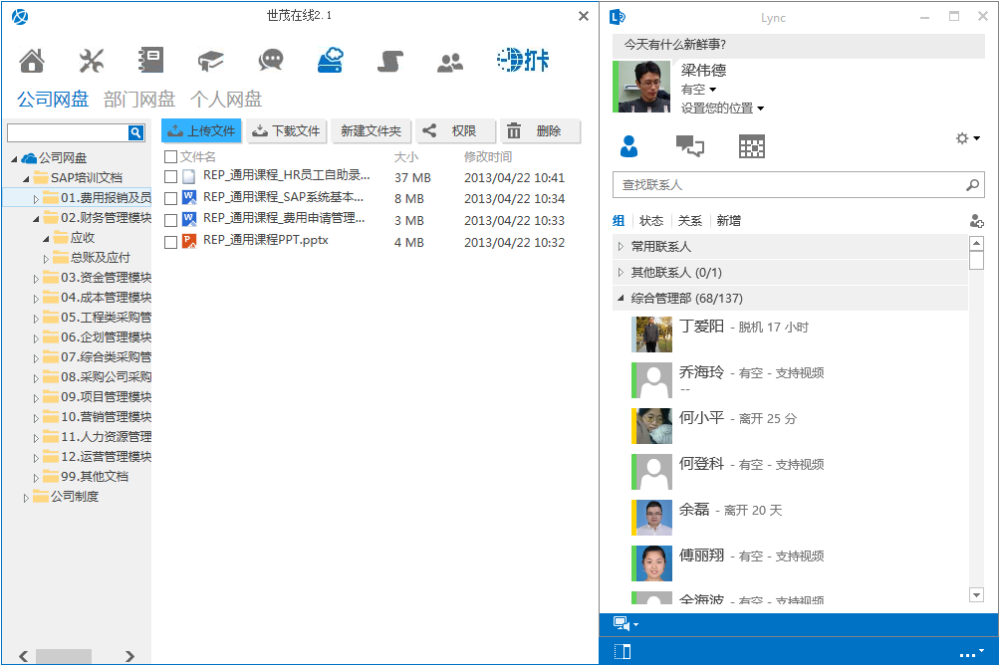 世茂在线2.1
打卡
公司网盘 部门网盘 个人网盘
上传文件 下载文件 新建文件夹 权限 删除
文件名 大小 修改时间
REP_通用课程_HR员工自助录... 37 MB 2013/04/22 10:41
REP_通用课程_SAP系统基本... 8 MB 2013/04/22 10:34
REP_通用课程_费用申请管理... 3 MB 2013/04/22 10:33
REP_通用课程PPT.pptx 4 MB 2013/04/22 10:32
公司网盘
SAP培训文档
01.费用报销及员
02.财务管理模块
应收
总账及应付
03.资金管理模块
04.成本管理模块
05.工程类采购管
06.企划管理模块
07.综合类采购管
08.采购公司采购
09.项目管理模块
10.营销管理模块
11.人力资源管理
12.运营管理模块
99.其他文档
公司制度
Lync
今天有什么新鲜事?
梁伟德
有空
设置您的位置
查找联系人
组 状态 关系 新增
常用联系人
其他联系人 (0/1)
综合管理部 (68/137)
丁爱阳 - 脱机 17 小时
乔海玲 - 有空 - 支持视频
--
何小平 - 离开 25 分
何登科 - 有空 - 支持视频
余磊 - 离开 20 天
傅丽翔 - 有空 - 支持视频
- 有空 - 支持视频